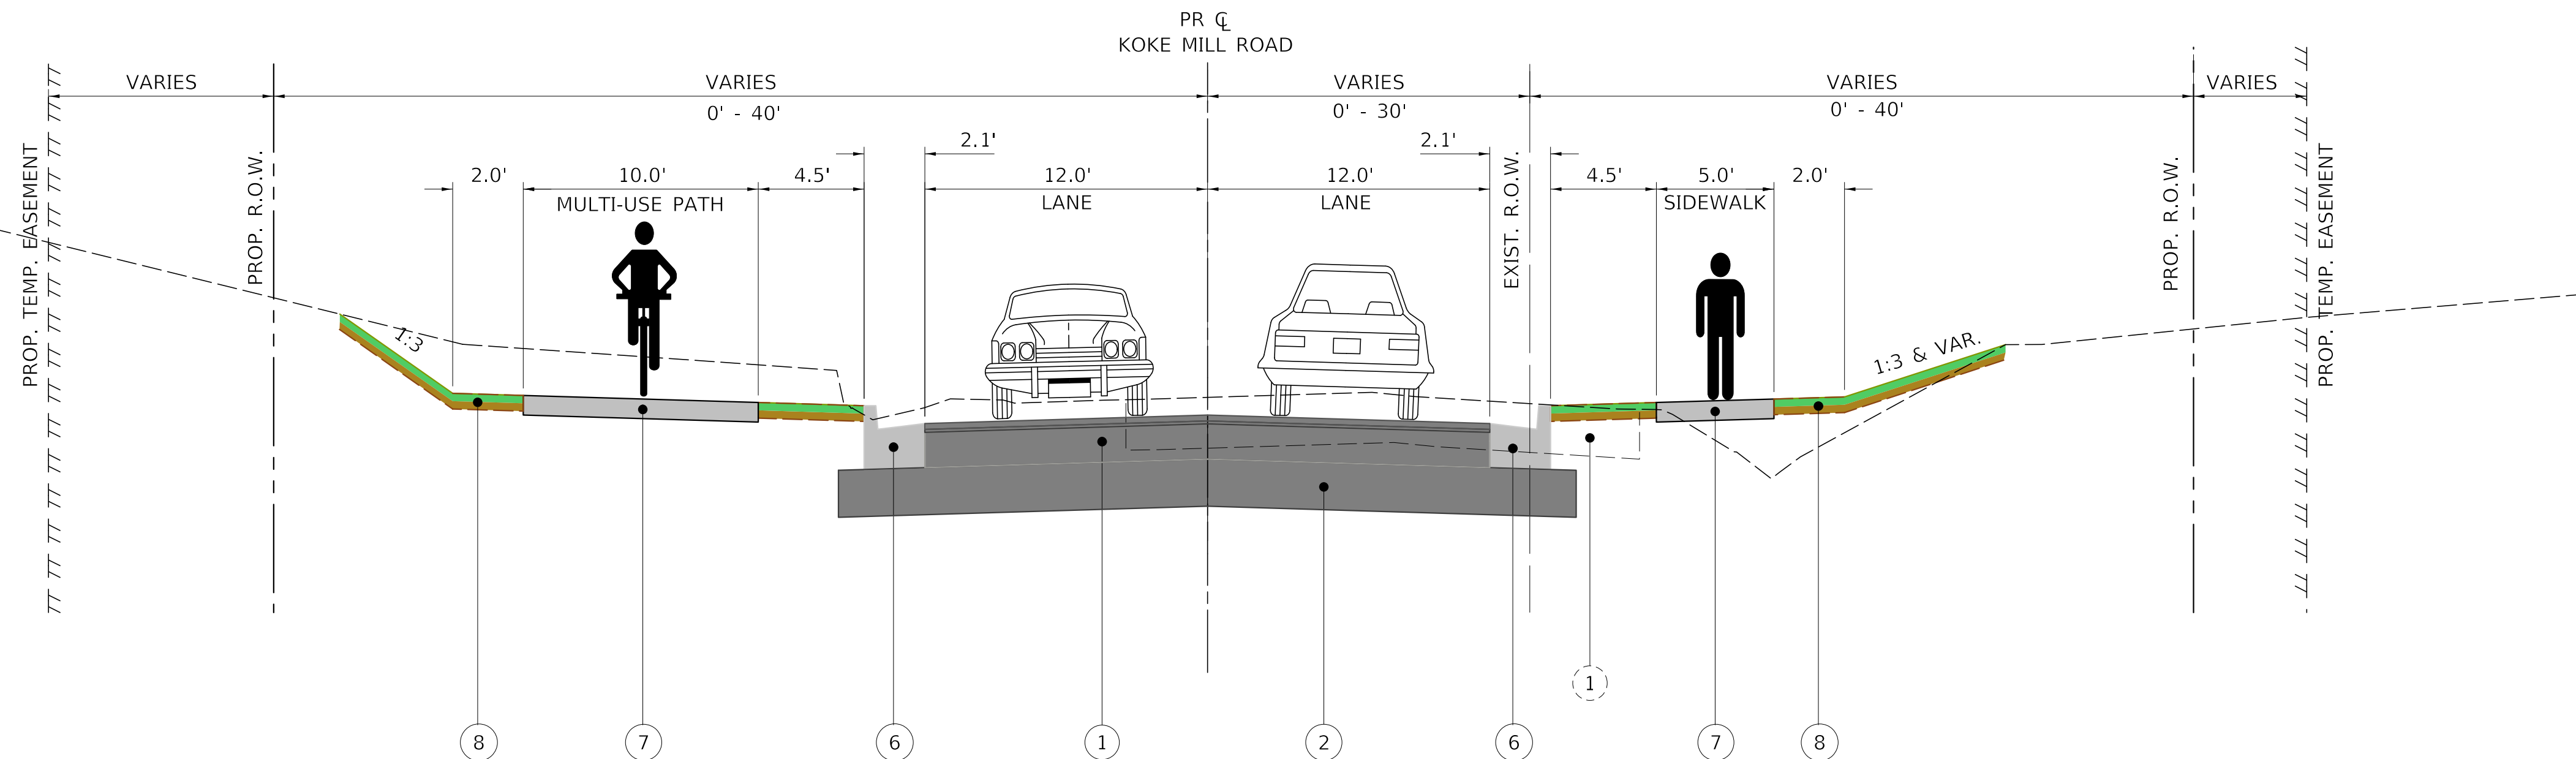 PR ℄
KOKE MILL ROAD
VARIES
VARIES
0' - 40'
VARIES
0' - 30'
VARIES
0' - 40'
VARIES
2.1'
2.1'
2.0'
10.0'
MULTI-USE PATH
4.5'
12.0'
LANE
12.0'
LANE
4.5'
5.0'
SIDEWALK
2.0'
PROP. TEMP. EASEMENT
PROP. R.O.W.
EXIST. R.O.W.
PROP. R.O.W.
PROP. TEMP. EASEMENT
1:3
1:3 & VAR.
1
8
7
6
1
2
6
7
8